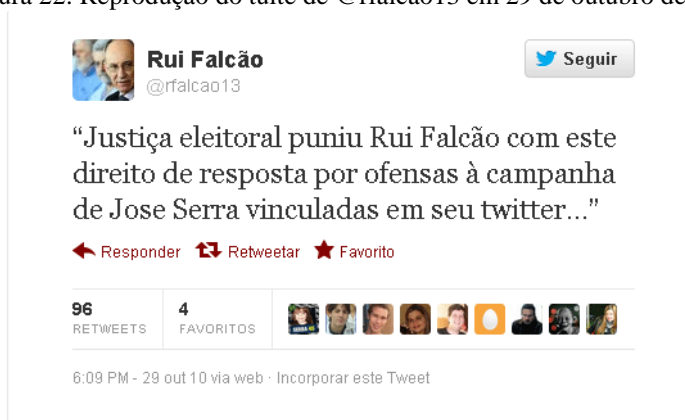 ura 22: Reprodução do tuite de @rfalcao13 em 29 de outubro de
Rui Falcão
@rfalcao13
Seguir
“Justiça eleitoral puniu Rui Falcão com este
direito de resposta por ofensas à campanha
de Jose Serra vinculadas em seu twitter...”
Responder Retweetar Favorito
96 4
RETWEETS FAVORITOS
6:09 PM - 29 out 10 via web · Incorporar este Tweet